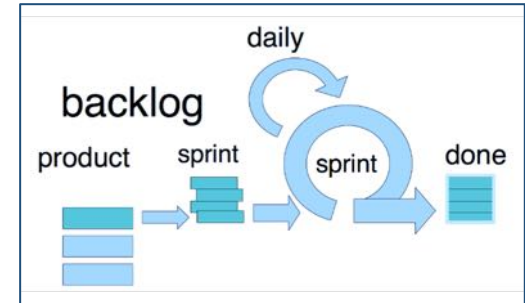 daily
backlog
product
sprint
sprint
done